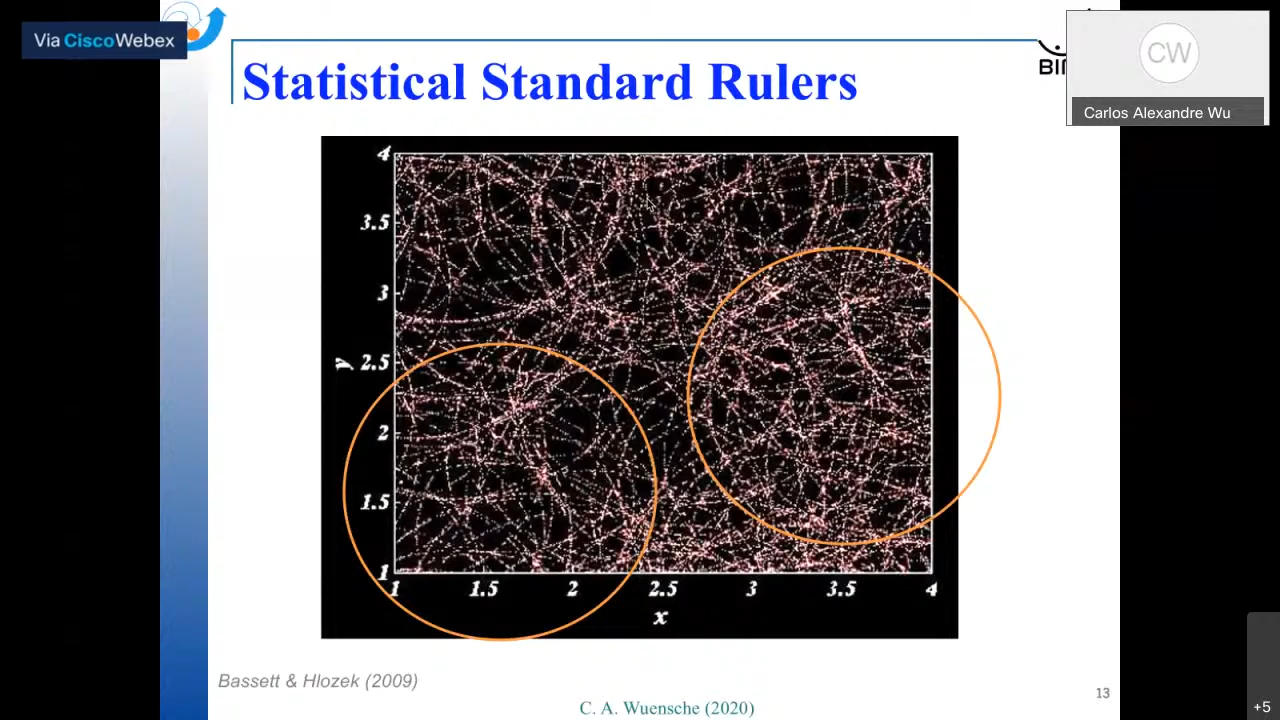 Via Cisco Webex
Statistical Standard Rulers
CW
Carlos Alexandre Wu
4
3.5
3
y 2.5
2
1.5
1
1 1.5 2 2.5 3 3.5 4
x
Bassett & Hlozek (2009)
13
C. A. Wuensche (2020)
+5